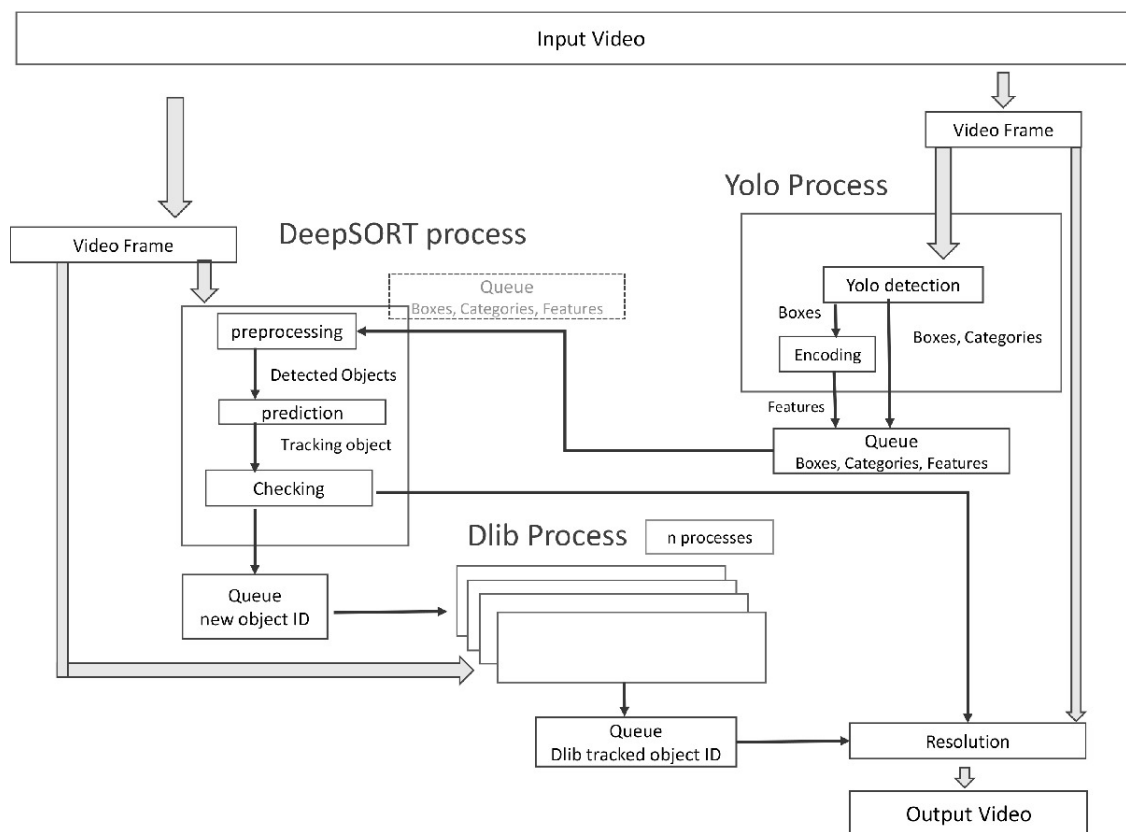 Input Video
Video Frame
Yolo Process
Video Frame
DeepSORT process
Queue
Boxes, Categories, Features
Yolo detection
Boxes
Boxes, Categories
preprocessing
Encoding
Detected Objects
Features
prediction
Tracking object
Queue
Boxes, Categories, Features
Checking
Dlib Process
n processes
Queue
new object ID
Queue
Dlib tracked object ID
Resolution
Output Video